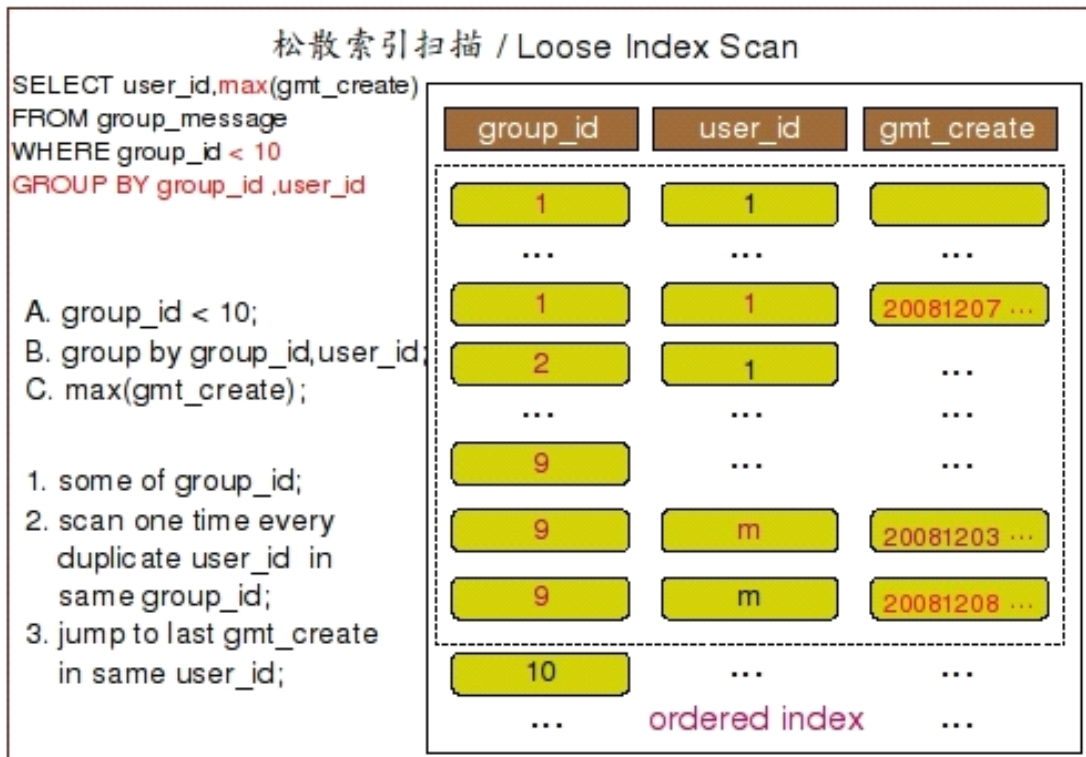 松散索引扫描 / Loose Index Scan
SELECT user_id,max(gmt_create)
FROM group_message
WHERE group_id < 10
GROUP BY group_id ,user_id
A. group_id < 10;
B. group by group_id,user_id;
C. max(gmt_create);
1. some of group_id;
2. scan one time every
duplicate user_id in
same group_id;
3. jump to last gmt_create
in same user_id;
group_id user_id gmt_create
1 1
... ... ...
1 1 20081207 ...
2 1 ...
... ... ...
9 ... ...
9 m 20081203 ...
9 m 20081208 ...
10 ... ...
... ordered index ...